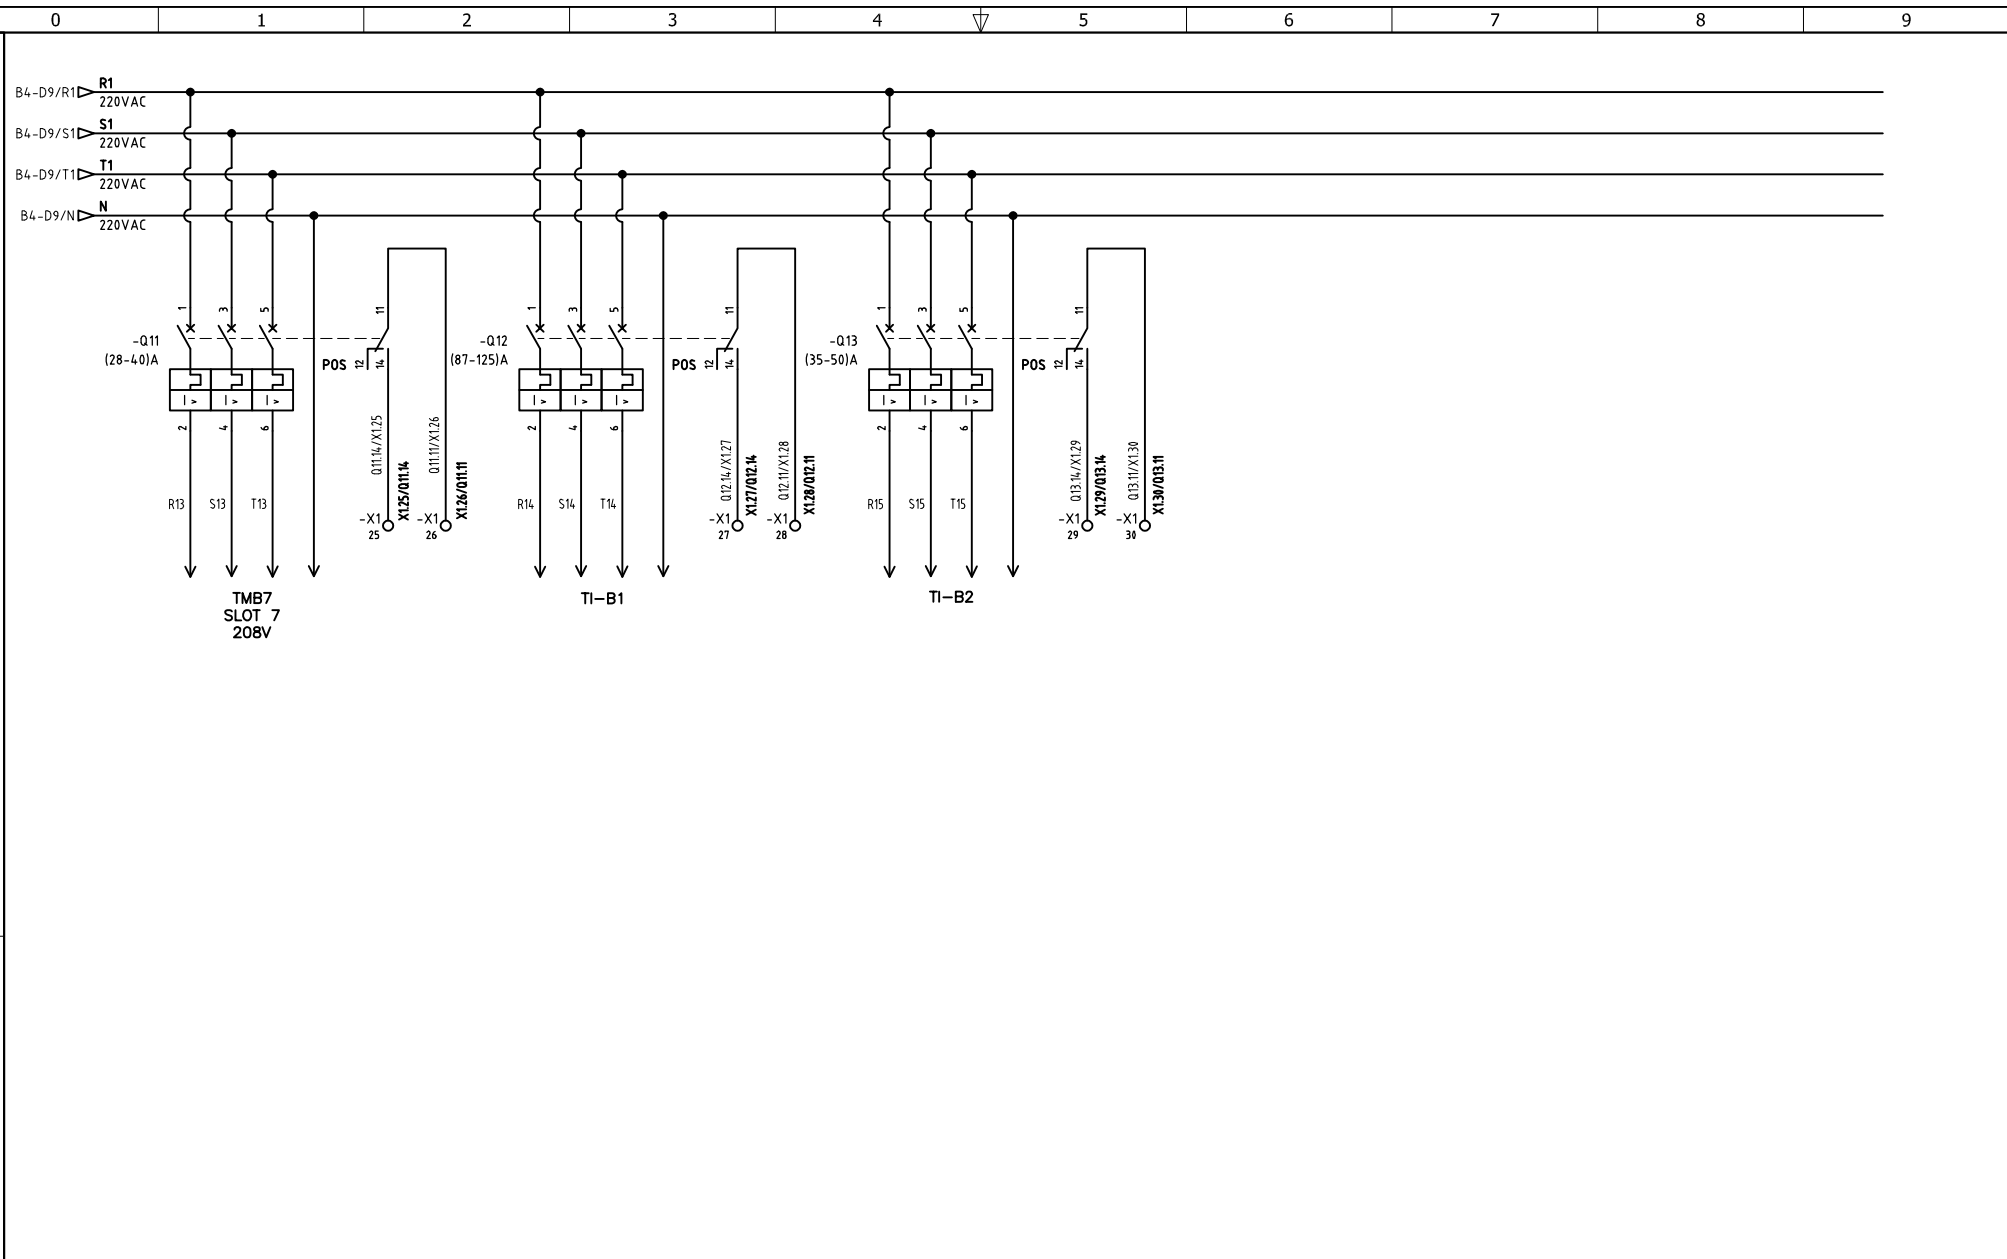 0 1 2 3 4 5 6 7 8 9
B4-D9/R1 R1
220VAC
B4-D9/S1 S1
220VAC
B4-D9/T1 T1
220VAC
B4-D9/N N
220VAC
1 3 5 11
-Q11
(28-40)A
POS 12 14
I > I > I >
2 4 6
Q11.14/X1.25
X1.25/Q11.14
Q11.11/X1.26
X1.26/Q11.11
R13 S13 T13
-X1
25
-X1
26
TMB7
SLOT 7
208V
1 3 5 11
-Q12
(87-125)A
POS 12 14
I > I > I >
2 4 6
Q12.14/X1.27
X1.27/Q12.14
Q12.11/X1.28
X1.28/Q12.11
R14 S14 T14
-X1
27
-X1
28
TI-B1
1 3 5 11
-Q13
(35-50)A
POS 12 14
I > I > I >
2 4 6
Q13.14/X1.29
X1.29/Q13.14
Q13.11/X1.30
X1.30/Q13.11
R15 S15 T15
-X1
29
-X1
30
TI-B2